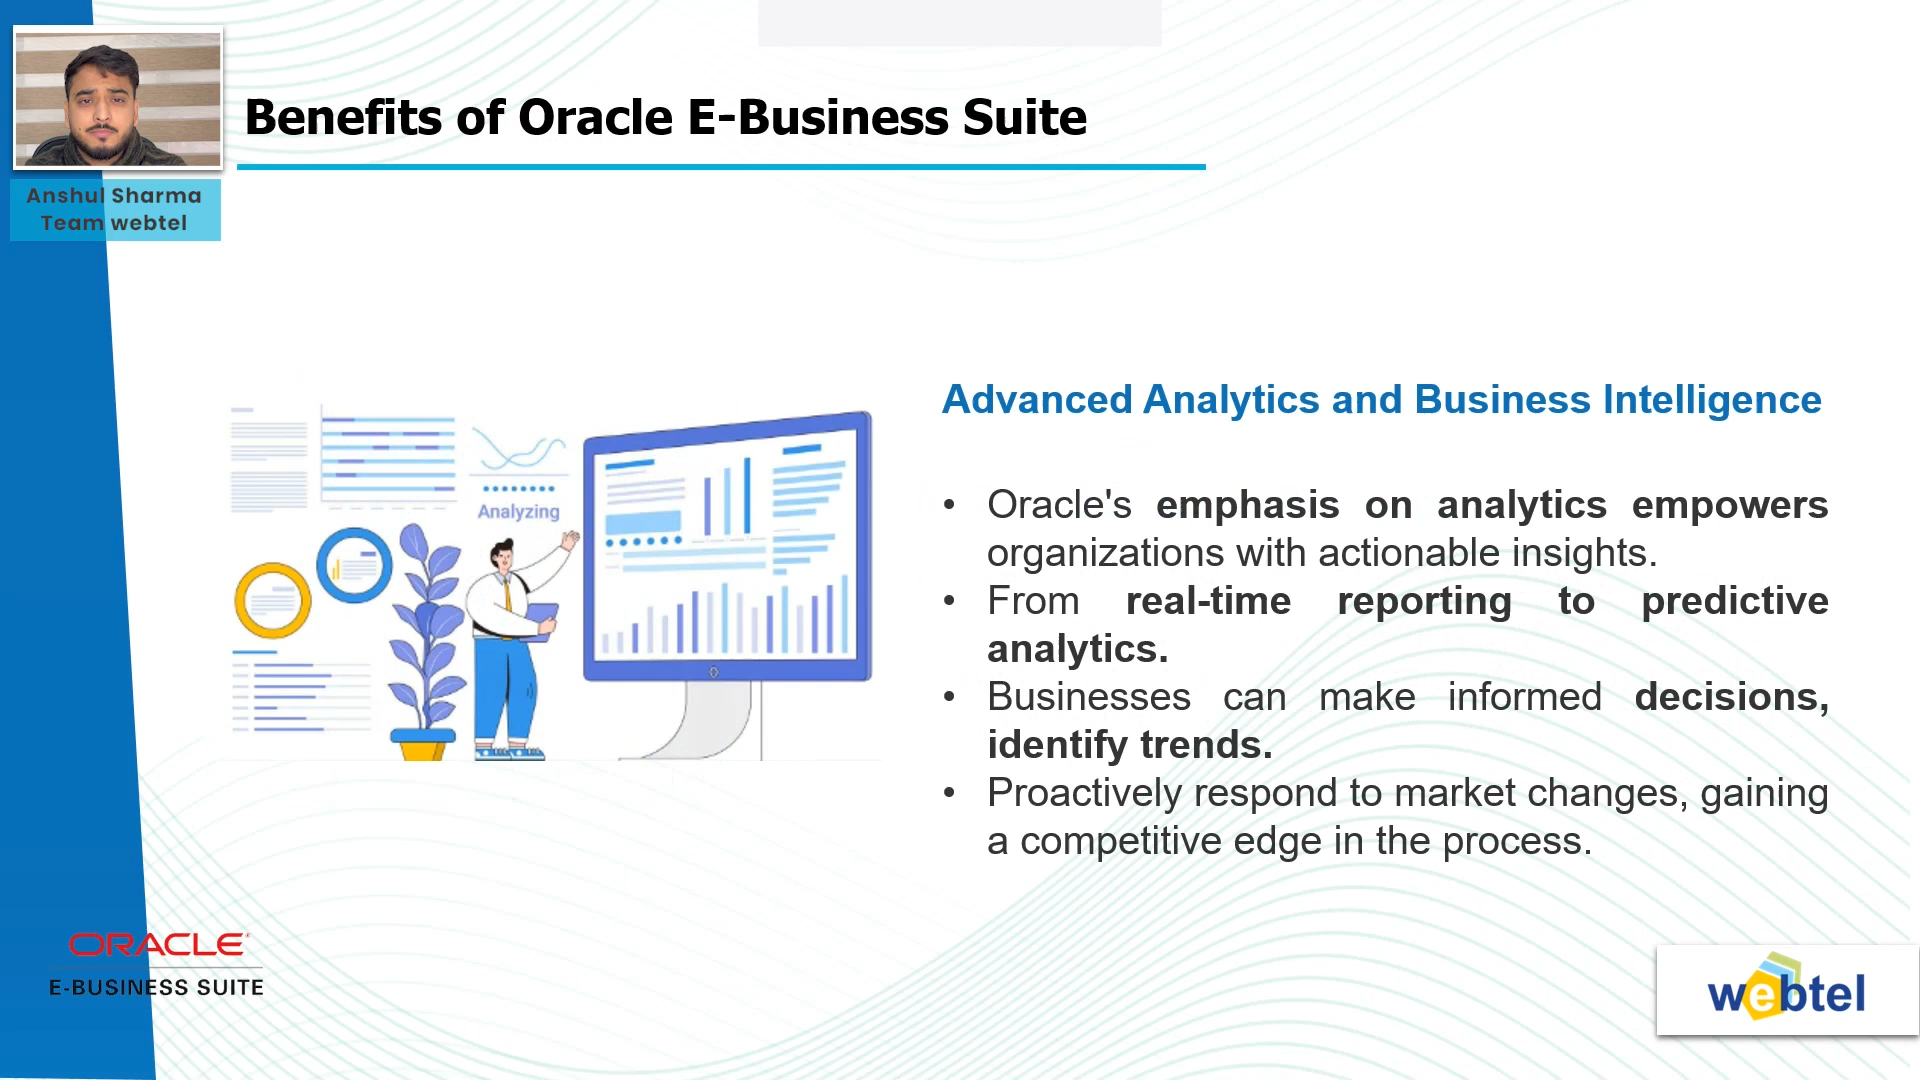 Benefits of Oracle E-Business Suite
Anshul Sharma
Team webtel
Analyzing
Advanced Analytics and Business Intelligence
• Oracle's emphasis on analytics empowers
organizations with actionable insights.
• From real-time reporting to predictive
analytics.
• Businesses can make informed decisions,
identify trends.
• Proactively respond to market changes, gaining
a competitive edge in the process.
ORACLE
E-BUSINESS SUITE
webtel